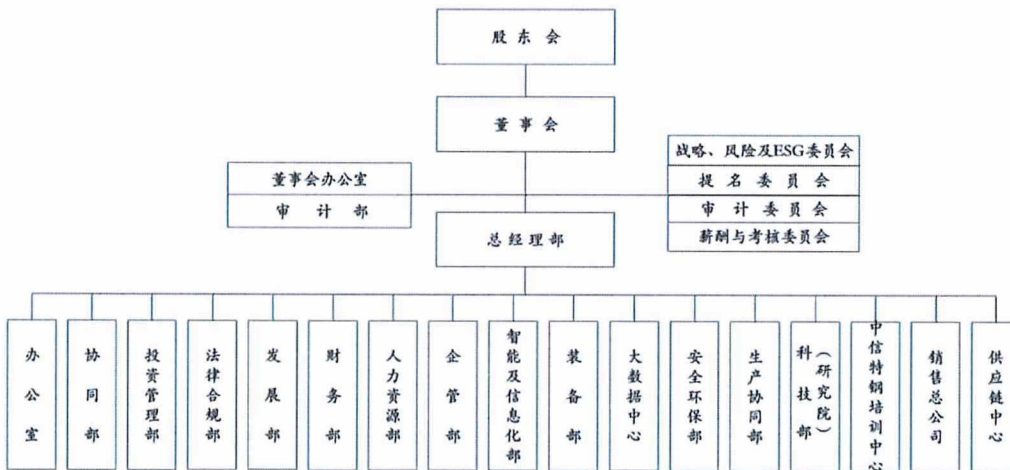 股东会
董事会
战略、风险及ESG委员会
董事会办公室
提名委员会
审计部
审计委员会
总经理部
薪酬与考核委员会
办公室
协同部
投资管理部
法律合规部
发展部
财务部
人力资源部
企管部
智能及信息化部
装备部
大数据中心
安全环保部
生产协同部
科技部
（研究院）
中信特钢培训中心
销售总公司
供应链中心